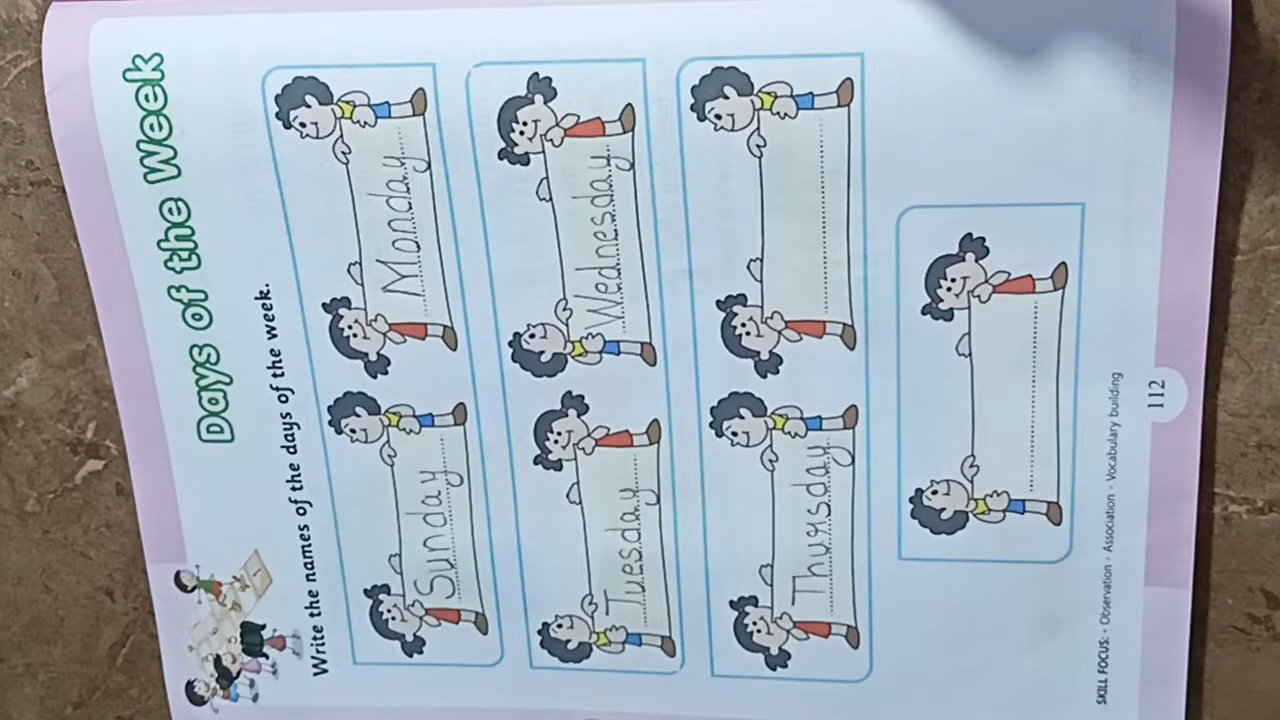 Days of the Week
Write the names of the days of the week.
Sunday
Monday
Tuesday
Wednesday
Thursday
SKILL FOCUS: • Observation • Association • Vocabulary building
112